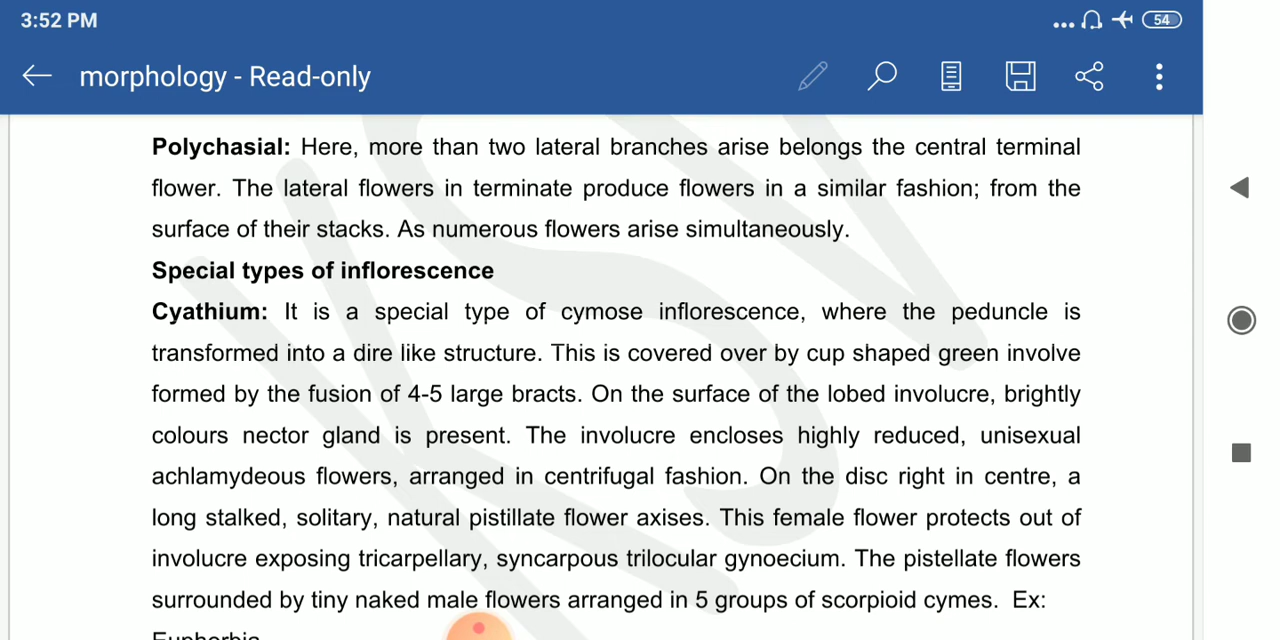 3:52 PM
54
morphology - Read-only
Polychasial: Here, more than two lateral branches arise belongs the central terminal
flower. The lateral flowers in terminate produce flowers in a similar fashion; from the
surface of their stacks. As numerous flowers arise simultaneously.
Special types of inflorescence
Cyathium: It is a special type of cymose inflorescence, where the peduncle is
transformed into a dire like structure. This is covered over by cup shaped green involve
formed by the fusion of 4-5 large bracts. On the surface of the lobed involucre, brightly
colours nector gland is present. The involucre encloses highly reduced, unisexual
achlamydeous flowers, arranged in centrifugal fashion. On the disc right in centre, a
long stalked, solitary, natural pistillate flower axises. This female flower protects out of
involucre exposing tricarpellary, syncarpous trilocular gynoecium. The pistellate flowers
surrounded by tiny naked male flowers arranged in 5 groups of scorpioid cymes. Ex:
Euphorbia